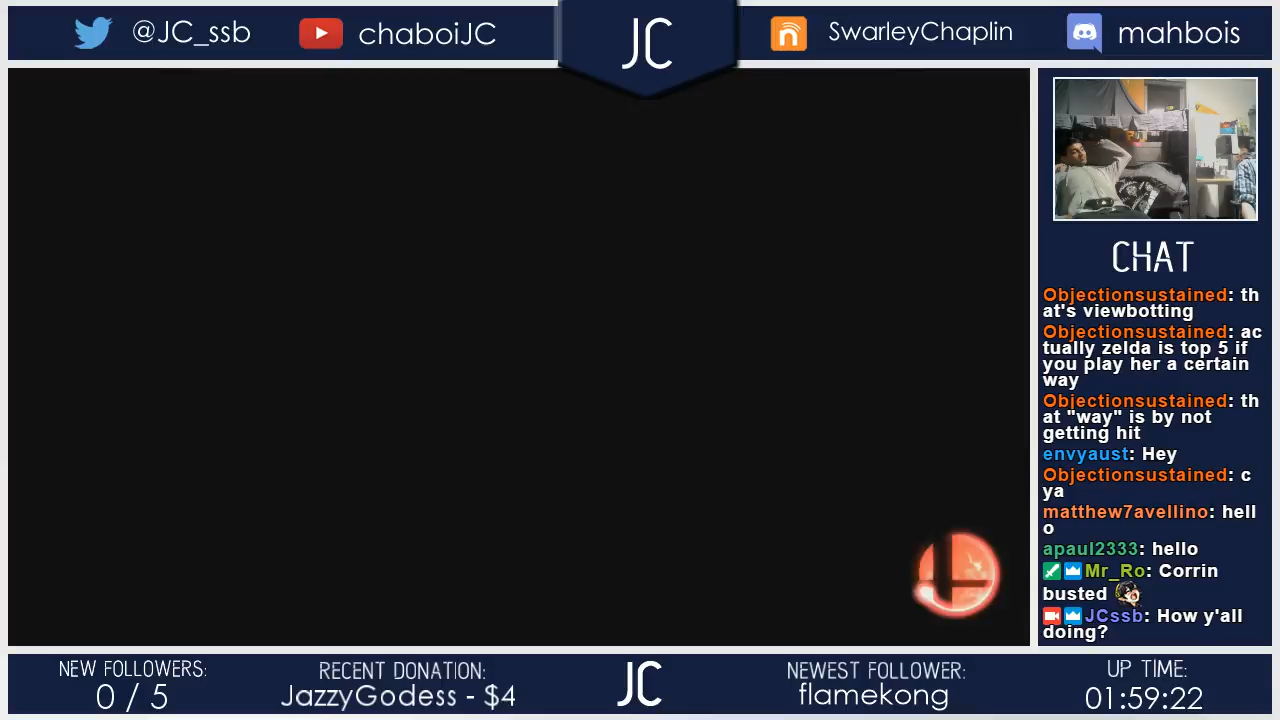 @JC_ssb
chaboiJC
JC
SwarleyChaplin
mahbois
CHAT
Objectionsustained: th
at's viewbotting
Objectionsustained: ac
tually zelda is top 5 if
you play her a certain
way
Objectionsustained: th
at "way" is by not
getting hit
envyaust: Hey
Objectionsustained: c
ya
matthew7avellino: hell
o
apaul2333: hello
Mr_Ro: Corrin
busted
JCssb: How y'all
doing?
NEW FOLLOWERS:
0 / 5
RECENT DONATION:
JazzyGodess - $4
JC
NEWEST FOLLOWER:
flamekong
UP TIME:
01:59:22